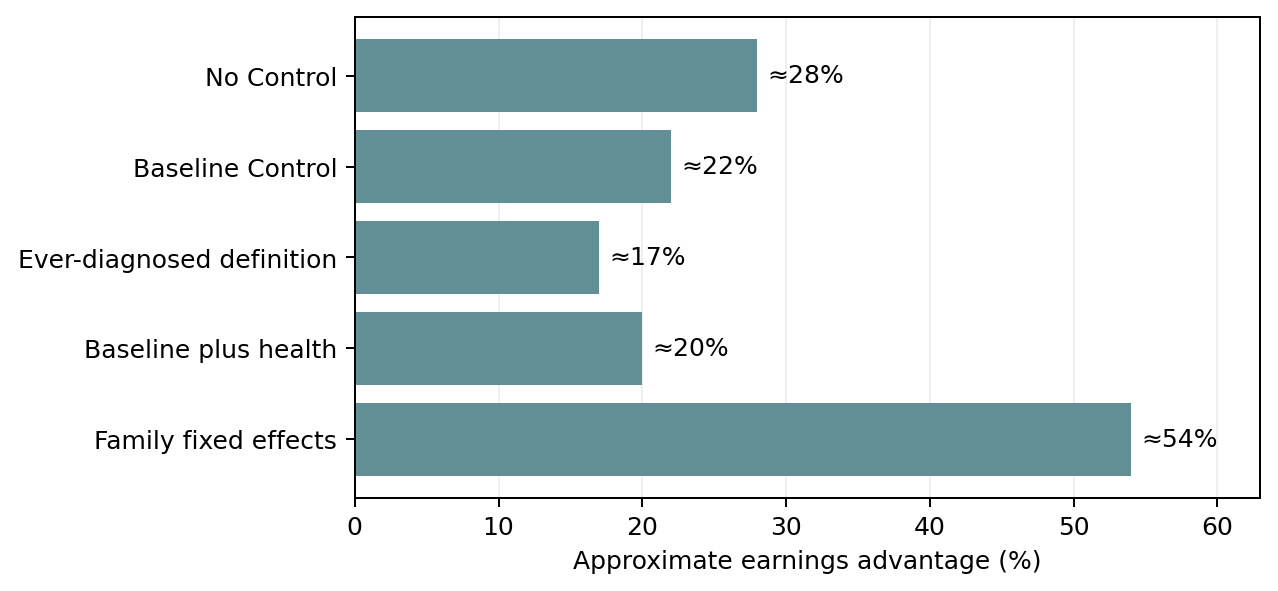 No Control
≈28%
Baseline Control
≈22%
Ever-diagnosed definition
≈17%
Baseline plus health
≈20%
Family fixed effects
≈54%
0 10 20 30 40 50 60
Approximate earnings advantage (%)